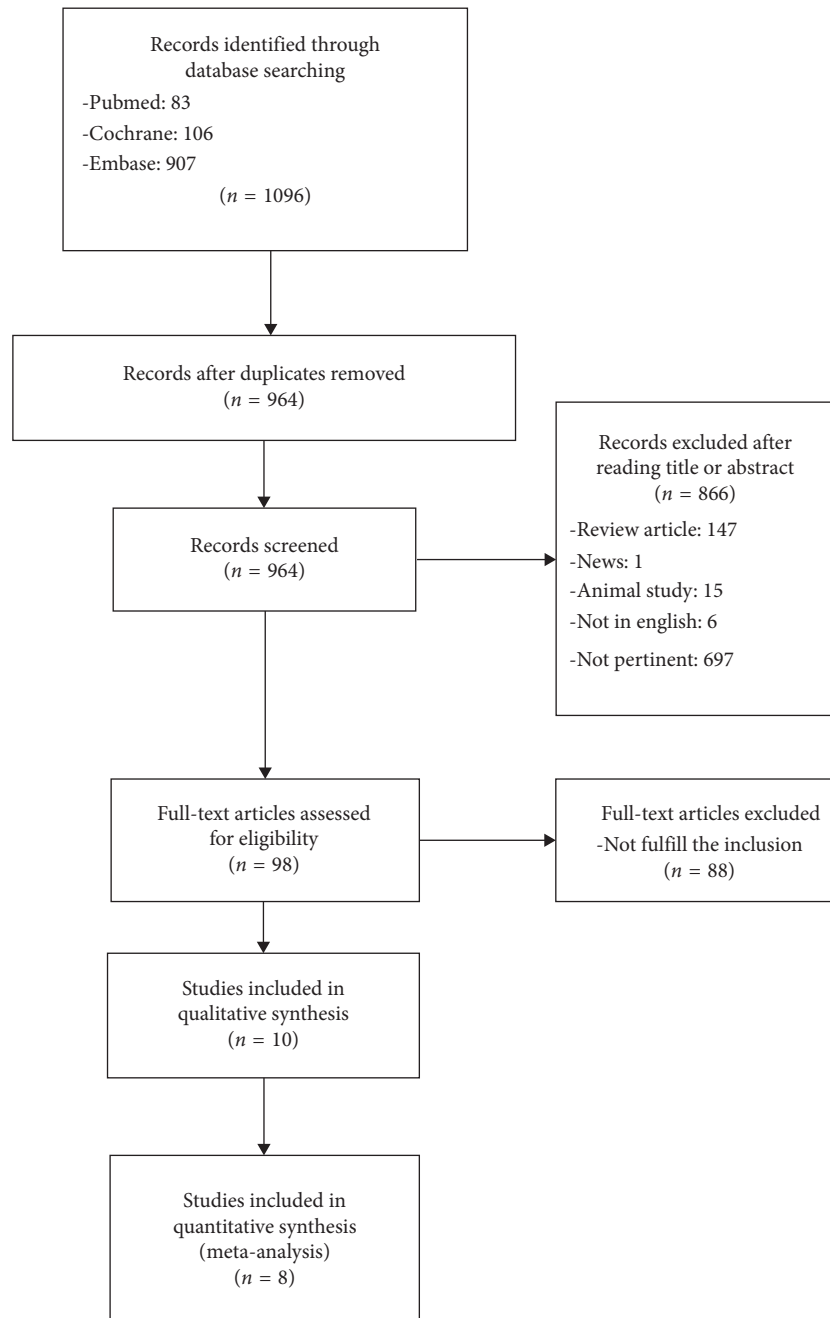 Records identified through
database searching
-Pubmed: 83
-Cochrane: 106
-Embase: 907
(n = 1096)
Records after duplicates removed
(n = 964)
Records screened
(n = 964)
Records excluded after
reading title or abstract
(n = 866)
-Review article: 147
-News: 1
-Animal study: 15
-Not in english: 6
-Not pertinent: 697
Full-text articles assessed
for eligibility
(n = 98)
Full-text articles excluded
-Not fulfill the inclusion
(n = 88)
Studies included in
qualitative synthesis
(n = 10)
Studies included in
quantitative synthesis
(meta-analysis)
(n = 8)